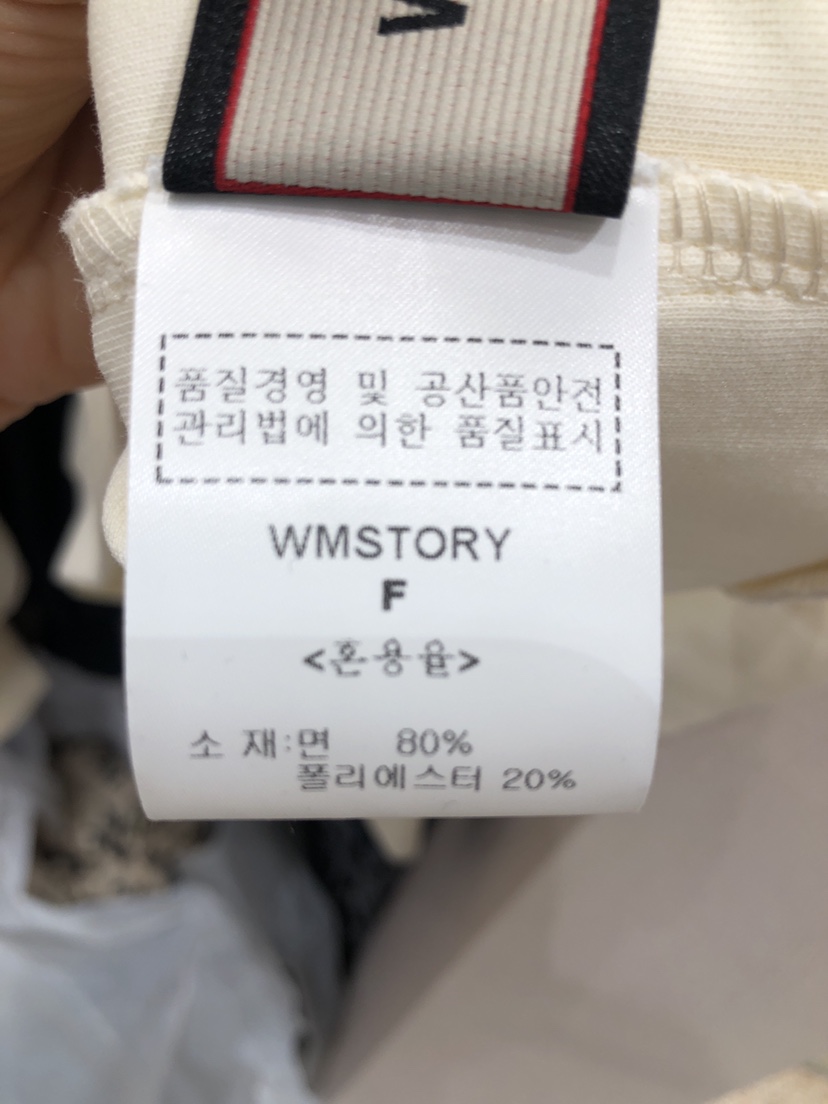 품질경영 및 공산품안전
관리법에 의한 품질표시
WMSTORY
F
<혼용율>
소 재:면 80%
폴리에스터 20%